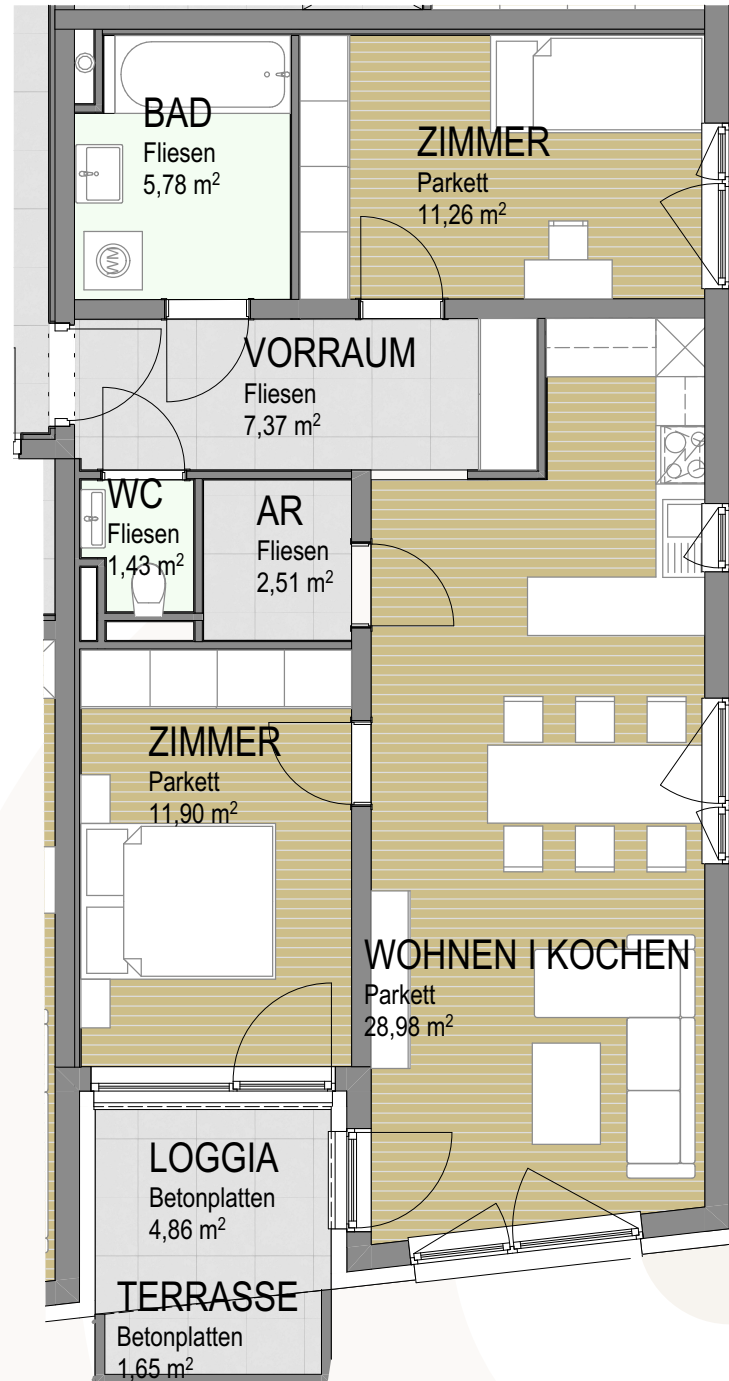 BAD
Fliesen
5,78 m²
ZIMMER
Parkett
11,26 m²
VORRAUM
Fliesen
7,37 m²
WC
Fliesen
1,43 m²
AR
Fliesen
2,51 m²
ZIMMER
Parkett
11,90 m²
WOHNEN I KOCHEN
Parkett
28,98 m²
LOGGIA
Betonplatten
4,86 m²
TERRASSE
Betonplatten
1,65 m²
WM